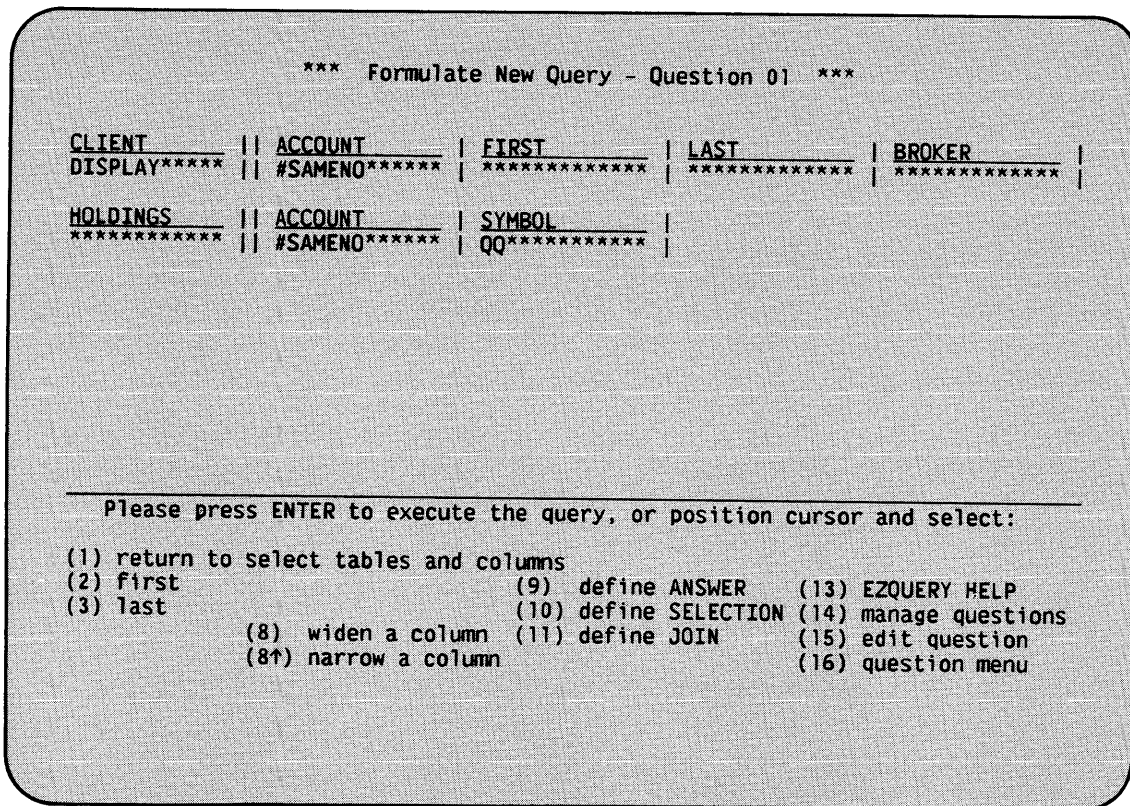 *** Formulate New Query - Question 01 ***
CLIENT || ACCOUNT | FIRST | LAST | BROKER |
DISPLAY***** || #SAMENO****** | ************* | ************* | ************* |
HOLDINGS || ACCOUNT | SYMBOL |
************ || #SAMENO****** | QQ*********** |
Please press ENTER to execute the query, or position cursor and select:
(1) return to select tables and columns
(2) first (9) define ANSWER (13) EZQUERY HELP
(3) last (10) define SELECTION (14) manage questions
(8) widen a column (11) define JOIN (15) edit question
(8↑) narrow a column (16) question menu